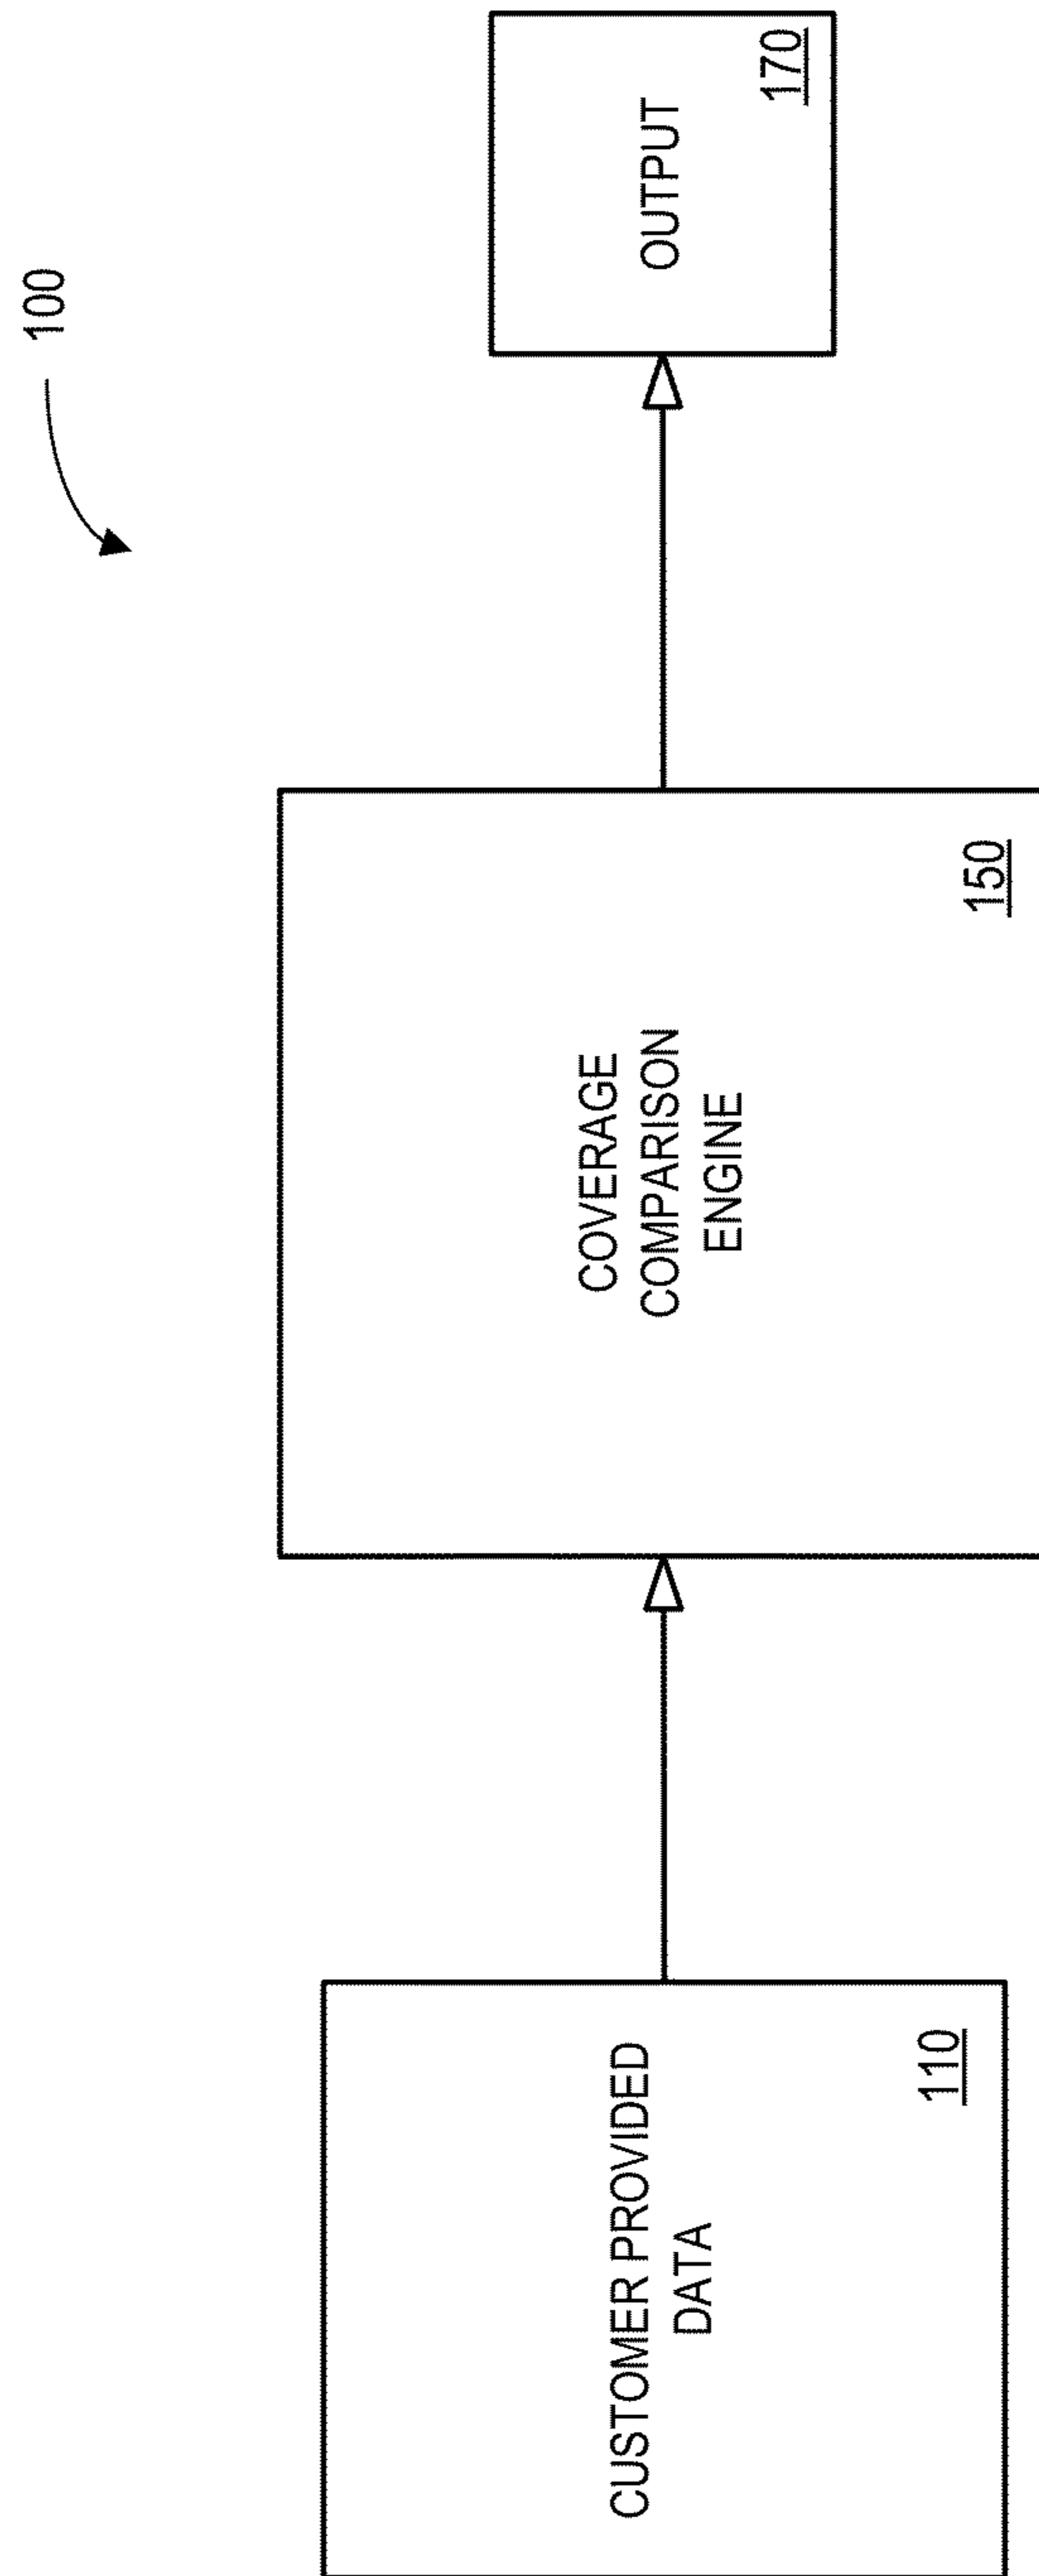 100
CUSTOMER PROVIDED
DATA
110
COVERAGE
COMPARISON
ENGINE
150
OUTPUT
170